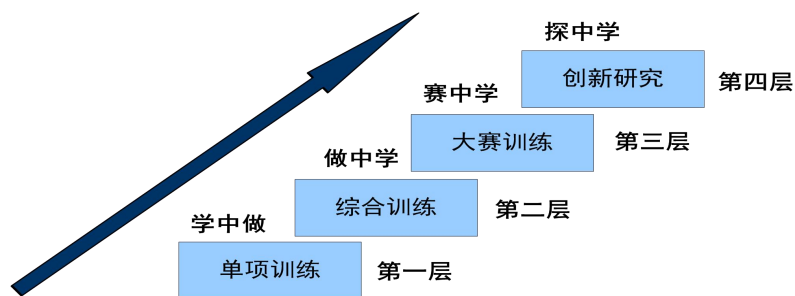 探中学
创新研究
第四层
赛中学
大赛训练
第三层
做中学
综合训练
第二层
学中做
单项训练
第一层